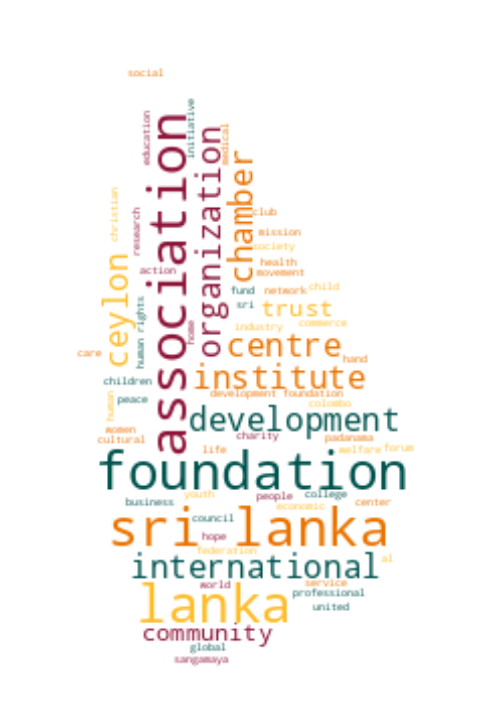 social
education
initiative
association
organization
medical
chamber
christian
research
club
mission
society
ceylon
action
health
movement
human rights
fund
network
child
sri
trust
home
industry
commerce
care
centre
hand
children
institute
peace
human
development foundation
colombo
development
women
cultural
charity
padanama
life
welfare
forum
foundation
business
youth
people
college
economic
center
sri lanka
council
hope
federation
international
al
world
service
professional
lanka
united
community
global
sangamaya